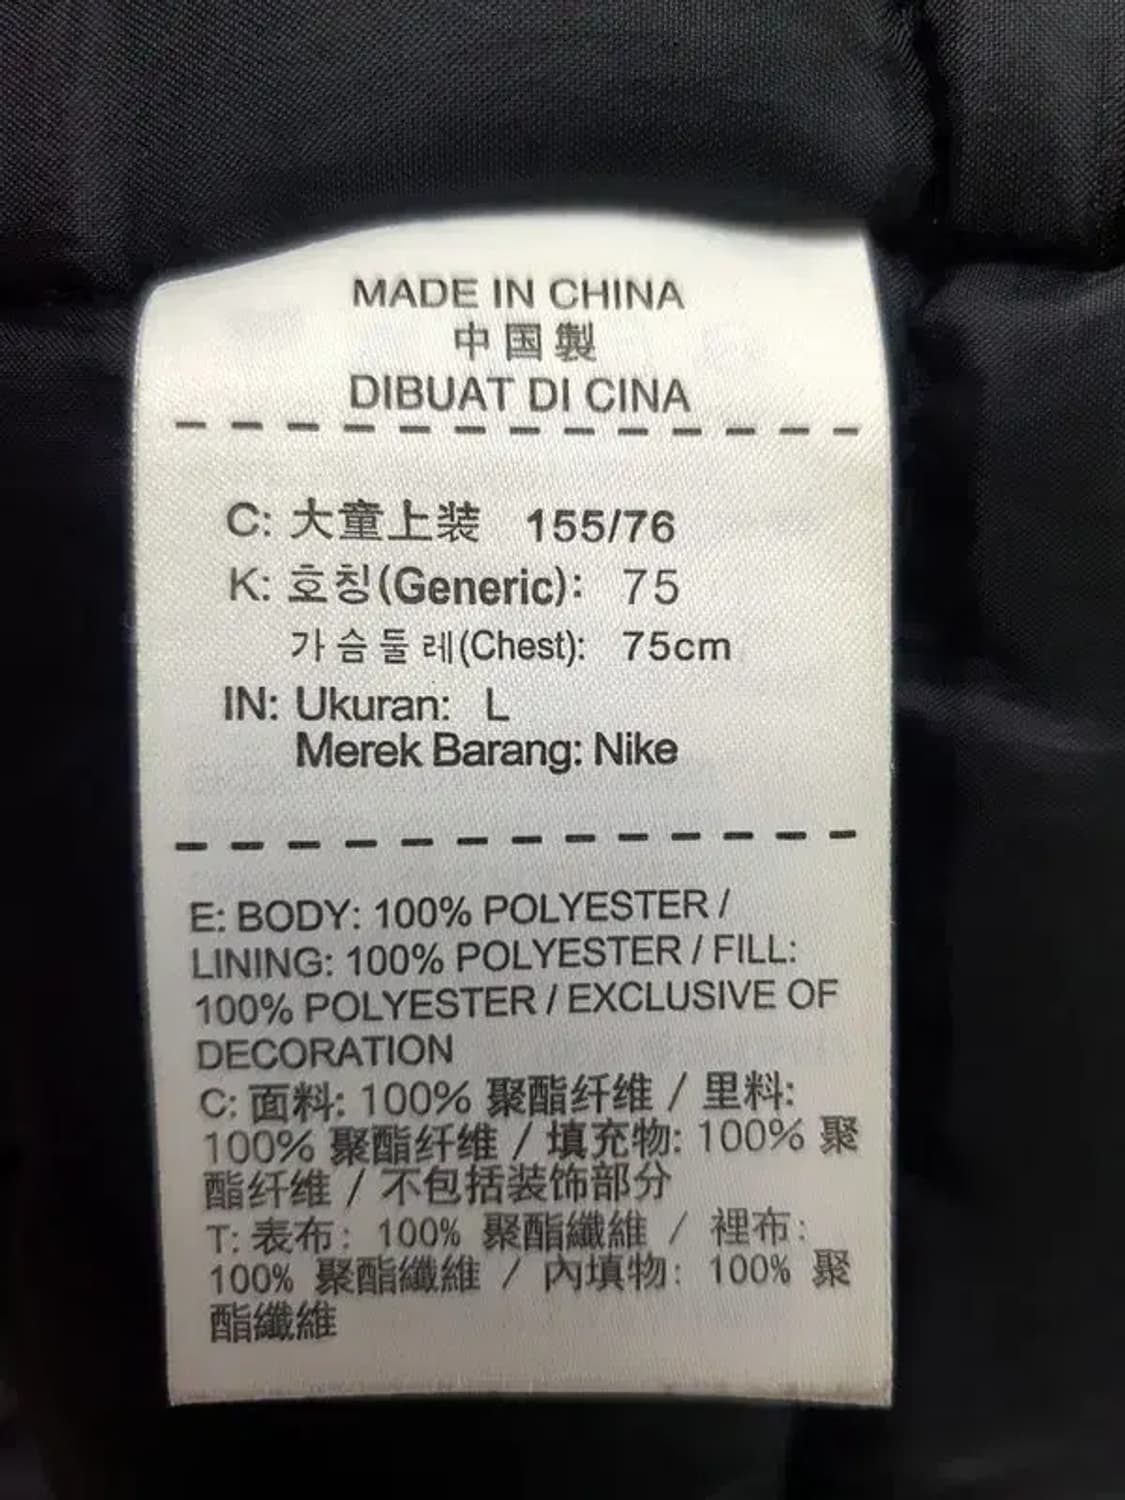 MADE IN CHINA
中国製
DIBUAT DI CINA
C: 大童上装 155/76
K: 호칭(Generic): 75
가슴둘레(Chest): 75cm
IN: Ukuran: L
Merek Barang: Nike
E: BODY: 100% POLYESTER /
LINING: 100% POLYESTER / FILL:
100% POLYESTER / EXCLUSIVE OF
DECORATION
C: 面料: 100% 聚酯纤维 / 里料:
100% 聚酯纤维 / 填充物: 100% 聚
酯纤维 / 不包括装饰部分
T: 表布: 100% 聚酯纖維 / 裡布:
100% 聚酯纖維 / 內填物: 100% 聚
酯纖維